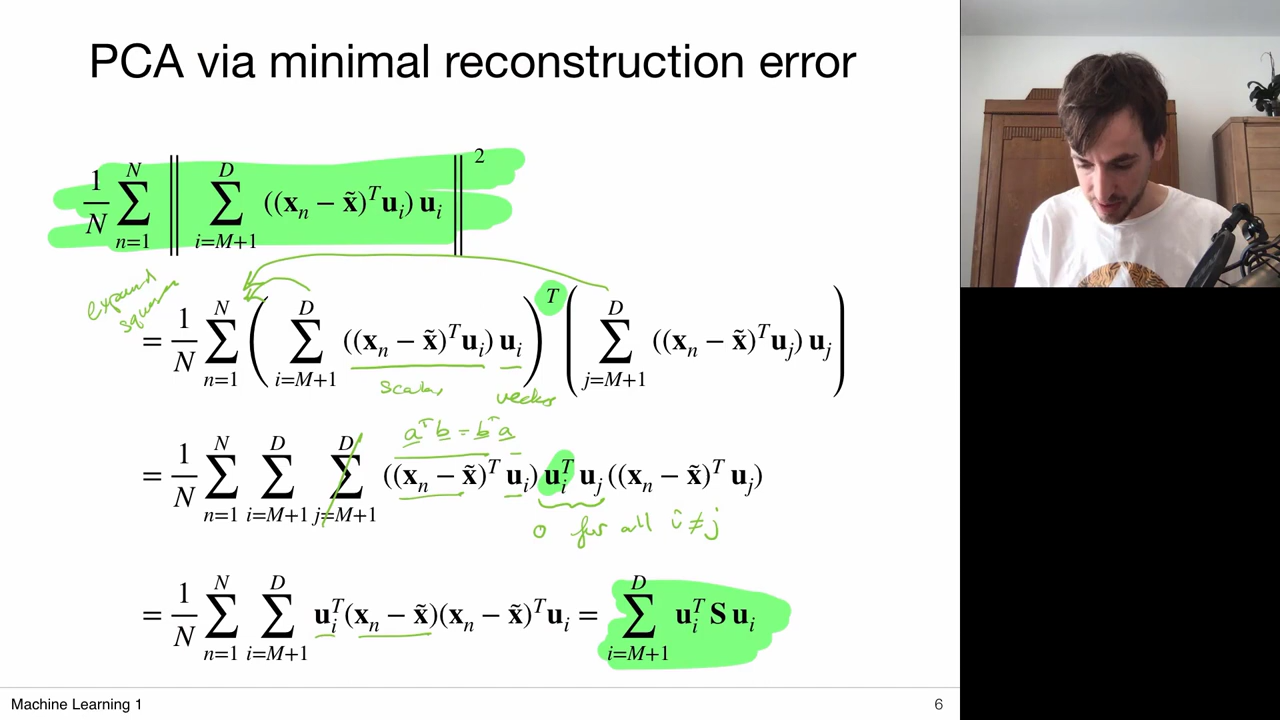 PCA via minimal reconstruction error
1/N ∑_{n=1}^{N} ‖ ∑_{i=M+1}^{D} ((x_n − x̃)^T u_i) u_i ‖^2
expand
square
= 1/N ∑_{n=1}^{N} ( ∑_{i=M+1}^{D} ((x_n − x̃)^T u_i) u_i )^T ( ∑_{j=M+1}^{D} ((x_n − x̃)^T u_j) u_j )
scalar vector
a^T b = b^T a
= 1/N ∑_{n=1}^{N} ∑_{i=M+1}^{D} ∑_{j=M+1}^{D} ((x_n − x̃)^T u_i) u_i^T u_j ((x_n − x̃)^T u_j)
0 for all i ≠ j
= 1/N ∑_{n=1}^{N} ∑_{i=M+1}^{D} u_i^T (x_n − x̃)(x_n − x̃)^T u_i = ∑_{i=M+1}^{D} u_i^T S u_i
Machine Learning 1 6